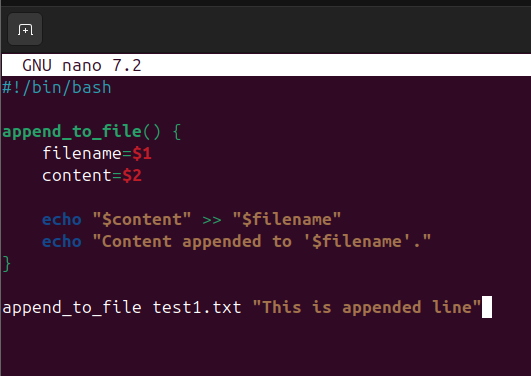 GNU nano 7.2
#!/bin/bash
append_to_file() {
    filename=$1
    content=$2
    echo "$content" >> "$filename"
    echo "Content appended to '$filename'."
}
append_to_file test1.txt "This is appended line"